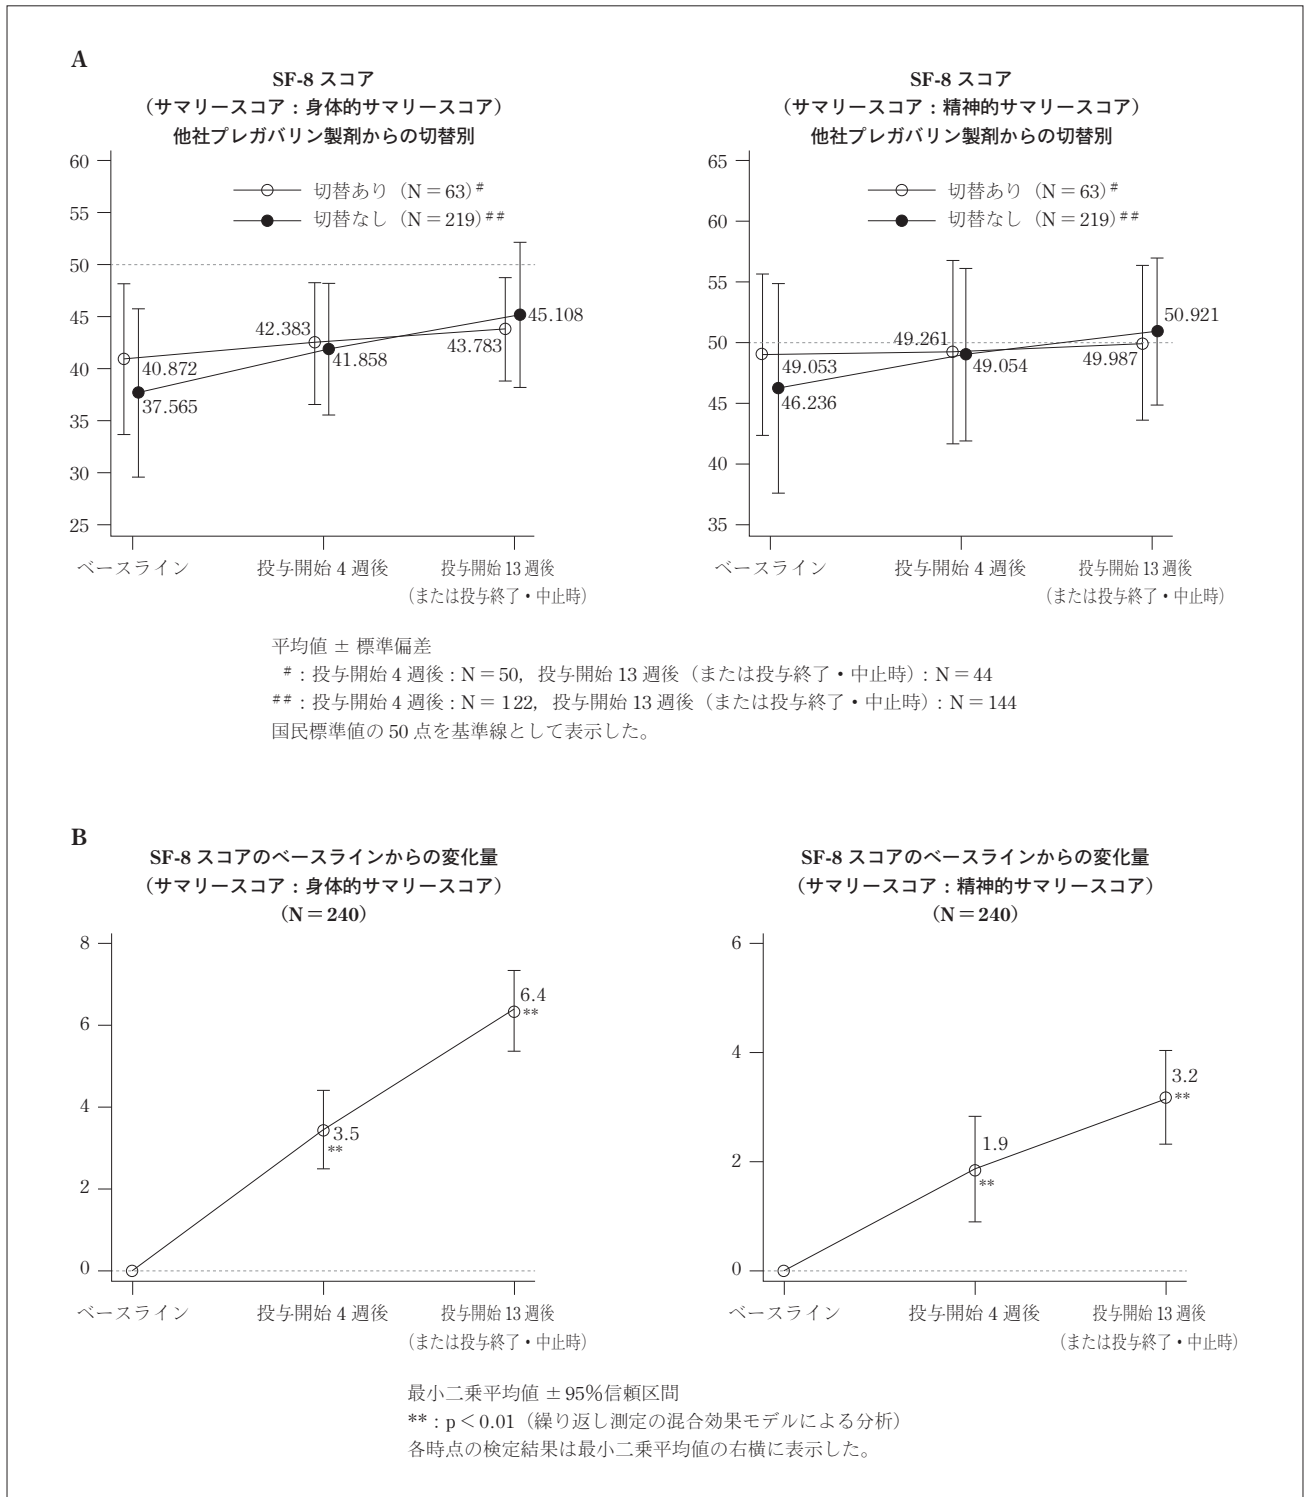 A
SF-8 スコア
（サマリースコア：身体的サマリースコア）
他社プレガバリン製剤からの切替別
60
55
50
45
40
35
30
25
切替あり（N＝63）#
切替なし（N＝219）##
40.872
37.565
42.383
41.858
43.783
45.108
ベースライン
投与開始 4 週後
投与開始 13 週後
（または投与終了・中止時）
SF-8 スコア
（サマリースコア：精神的サマリースコア）
他社プレガバリン製剤からの切替別
65
60
55
50
45
40
35
切替あり（N＝63）#
切替なし（N＝219）##
49.053
46.236
49.261
49.054
49.987
50.921
ベースライン
投与開始 4 週後
投与開始 13 週後
（または投与終了・中止時）
平均値 ± 標準偏差
#：投与開始 4 週後：N＝50，投与開始 13 週後（または投与終了・中止時）：N＝44
##：投与開始 4 週後：N＝122，投与開始 13 週後（または投与終了・中止時）：N＝144
国民標準値の 50 点を基準線として表示した。
B
SF-8 スコアのベースラインからの変化量
（サマリースコア：身体的サマリースコア）
（N＝240）
8
6
4
2
0
3.5
**
6.4
**
ベースライン
投与開始 4 週後
投与開始 13 週後
（または投与終了・中止時）
SF-8 スコアのベースラインからの変化量
（サマリースコア：精神的サマリースコア）
（N＝240）
6
4
2
0
1.9
**
3.2
**
ベースライン
投与開始 4 週後
投与開始 13 週後
（または投与終了・中止時）
最小二乗平均値 ±95％信頼区間
**：p＜0.01（繰り返し測定の混合効果モデルによる分析）
各時点の検定結果は最小二乗平均値の右横に表示した。